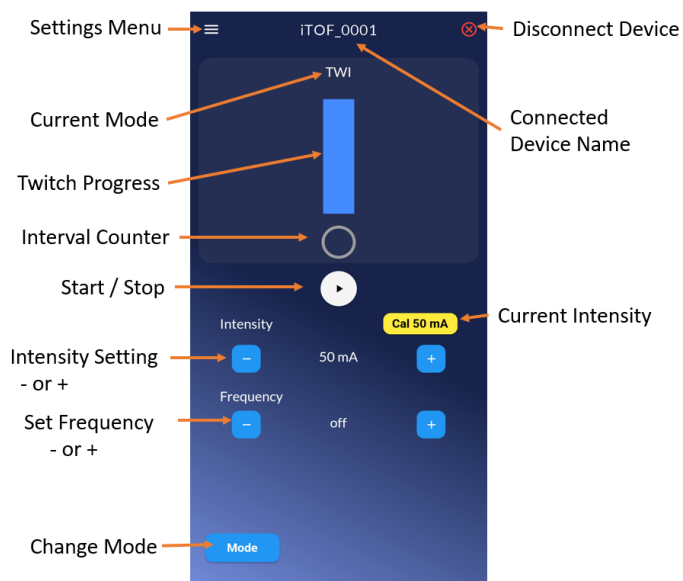 Settings Menu
iTOF_0001
Disconnect Device
TWI
Current Mode
Connected
Device Name
Twitch Progress
Interval Counter
Start / Stop
Intensity
Cal 50 mA
Current Intensity
Intensity Setting
- or +
− 50 mA +
Frequency
Set Frequency
- or +
− off +
Change Mode
Mode